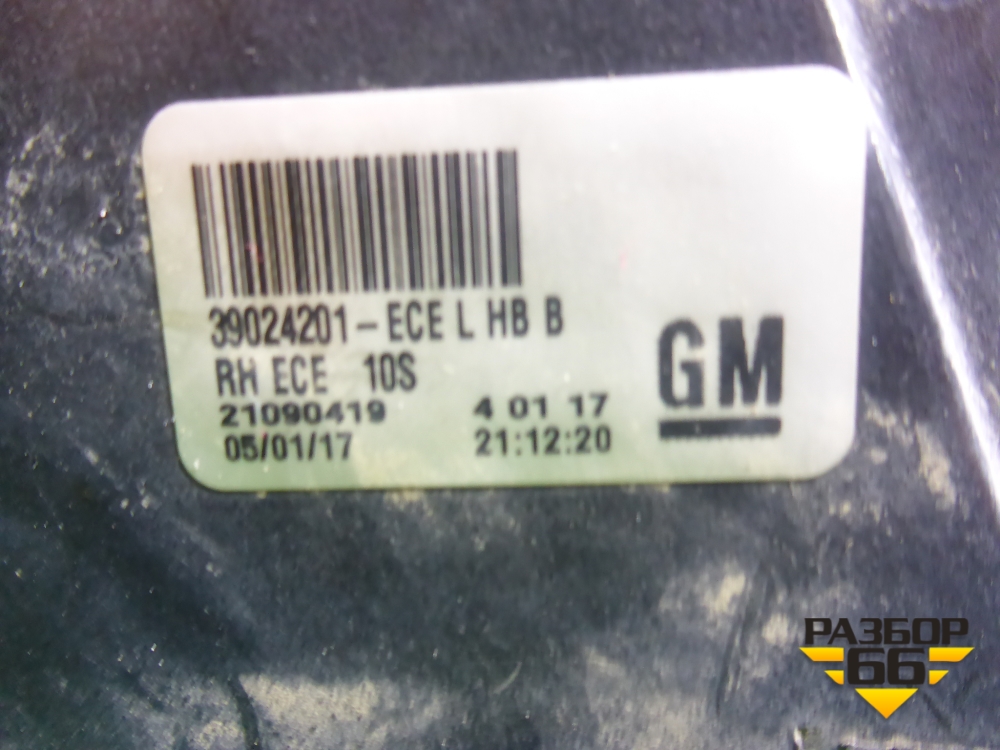 39024201-ECE L HB B
RH ECE 10S
21090419 4 01 17
05/01/17 21:12:20
GM
РАЗБОР
66